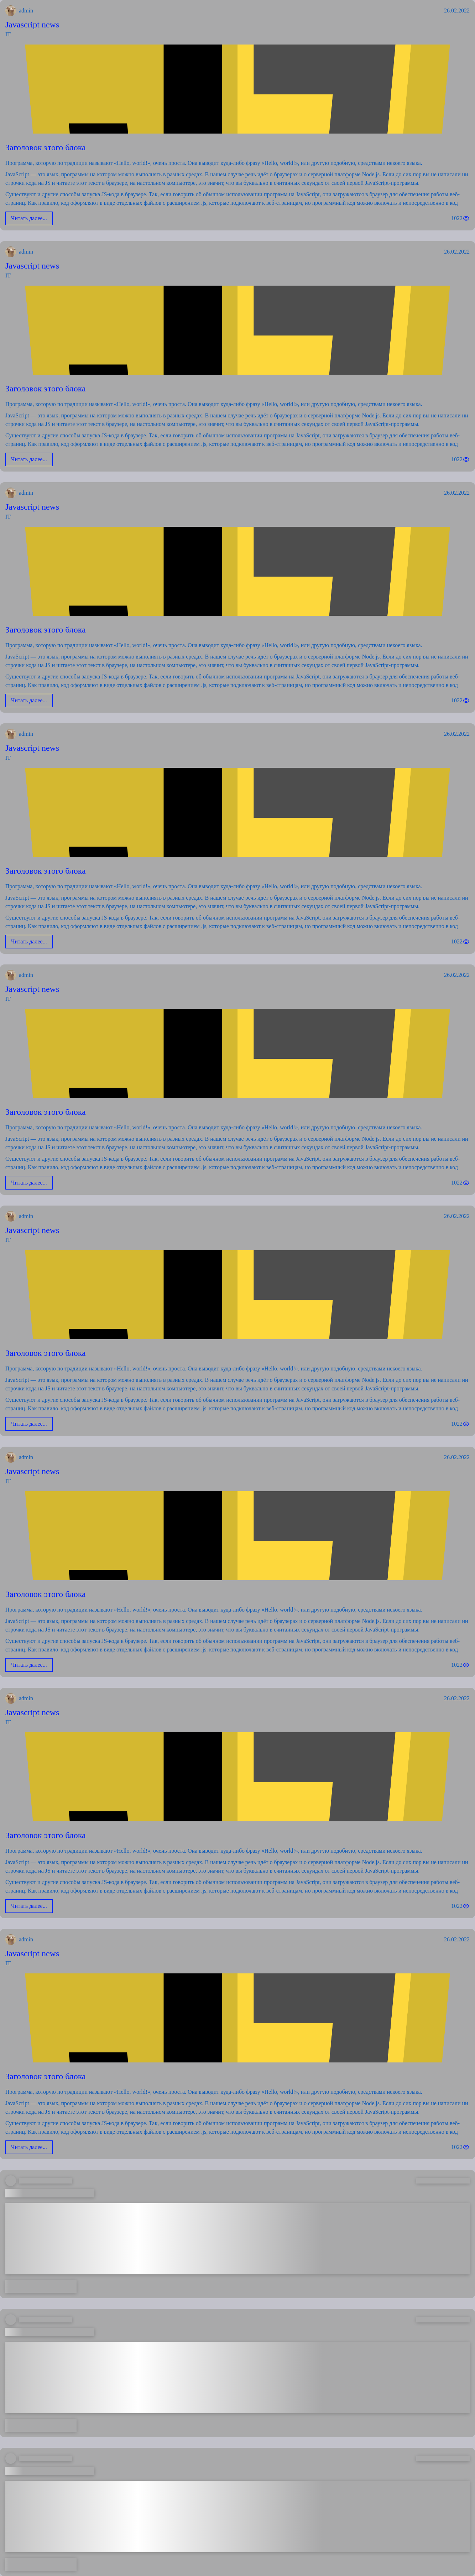 admin
26.02.2022
Javascript news
IT
Заголовок этого блока
Программа, которую по традиции называют «Hello, world!», очень проста. Она выводит куда-либо фразу «Hello, world!», или другую подобную, средствами некоего языка.
JavaScript — это язык, программы на котором можно выполнять в разных средах. В нашем случае речь идёт о браузерах и о серверной платформе Node.js. Если до сих пор вы не написали ни
строчки кода на JS и читаете этот текст в браузере, на настольном компьютере, это значит, что вы буквально в считанных секундах от своей первой JavaScript-программы.
Существуют и другие способы запуска JS-кода в браузере. Так, если говорить об обычном использовании программ на JavaScript, они загружаются в браузер для обеспечения работы веб-
страниц. Как правило, код оформляют в виде отдельных файлов с расширением .js, которые подключают к веб-страницам, но программный код можно включать и непосредственно в код
Читать далее...
1022
admin
26.02.2022
Javascript news
IT
Заголовок этого блока
Программа, которую по традиции называют «Hello, world!», очень проста. Она выводит куда-либо фразу «Hello, world!», или другую подобную, средствами некоего языка.
JavaScript — это язык, программы на котором можно выполнять в разных средах. В нашем случае речь идёт о браузерах и о серверной платформе Node.js. Если до сих пор вы не написали ни
строчки кода на JS и читаете этот текст в браузере, на настольном компьютере, это значит, что вы буквально в считанных секундах от своей первой JavaScript-программы.
Существуют и другие способы запуска JS-кода в браузере. Так, если говорить об обычном использовании программ на JavaScript, они загружаются в браузер для обеспечения работы веб-
страниц. Как правило, код оформляют в виде отдельных файлов с расширением .js, которые подключают к веб-страницам, но программный код можно включать и непосредственно в код
Читать далее...
1022
admin
26.02.2022
Javascript news
IT
Заголовок этого блока
Программа, которую по традиции называют «Hello, world!», очень проста. Она выводит куда-либо фразу «Hello, world!», или другую подобную, средствами некоего языка.
JavaScript — это язык, программы на котором можно выполнять в разных средах. В нашем случае речь идёт о браузерах и о серверной платформе Node.js. Если до сих пор вы не написали ни
строчки кода на JS и читаете этот текст в браузере, на настольном компьютере, это значит, что вы буквально в считанных секундах от своей первой JavaScript-программы.
Существуют и другие способы запуска JS-кода в браузере. Так, если говорить об обычном использовании программ на JavaScript, они загружаются в браузер для обеспечения работы веб-
страниц. Как правило, код оформляют в виде отдельных файлов с расширением .js, которые подключают к веб-страницам, но программный код можно включать и непосредственно в код
Читать далее...
1022
admin
26.02.2022
Javascript news
IT
Заголовок этого блока
Программа, которую по традиции называют «Hello, world!», очень проста. Она выводит куда-либо фразу «Hello, world!», или другую подобную, средствами некоего языка.
JavaScript — это язык, программы на котором можно выполнять в разных средах. В нашем случае речь идёт о браузерах и о серверной платформе Node.js. Если до сих пор вы не написали ни
строчки кода на JS и читаете этот текст в браузере, на настольном компьютере, это значит, что вы буквально в считанных секундах от своей первой JavaScript-программы.
Существуют и другие способы запуска JS-кода в браузере. Так, если говорить об обычном использовании программ на JavaScript, они загружаются в браузер для обеспечения работы веб-
страниц. Как правило, код оформляют в виде отдельных файлов с расширением .js, которые подключают к веб-страницам, но программный код можно включать и непосредственно в код
Читать далее...
1022
admin
26.02.2022
Javascript news
IT
Заголовок этого блока
Программа, которую по традиции называют «Hello, world!», очень проста. Она выводит куда-либо фразу «Hello, world!», или другую подобную, средствами некоего языка.
JavaScript — это язык, программы на котором можно выполнять в разных средах. В нашем случае речь идёт о браузерах и о серверной платформе Node.js. Если до сих пор вы не написали ни
строчки кода на JS и читаете этот текст в браузере, на настольном компьютере, это значит, что вы буквально в считанных секундах от своей первой JavaScript-программы.
Существуют и другие способы запуска JS-кода в браузере. Так, если говорить об обычном использовании программ на JavaScript, они загружаются в браузер для обеспечения работы веб-
страниц. Как правило, код оформляют в виде отдельных файлов с расширением .js, которые подключают к веб-страницам, но программный код можно включать и непосредственно в код
Читать далее...
1022
admin
26.02.2022
Javascript news
IT
Заголовок этого блока
Программа, которую по традиции называют «Hello, world!», очень проста. Она выводит куда-либо фразу «Hello, world!», или другую подобную, средствами некоего языка.
JavaScript — это язык, программы на котором можно выполнять в разных средах. В нашем случае речь идёт о браузерах и о серверной платформе Node.js. Если до сих пор вы не написали ни
строчки кода на JS и читаете этот текст в браузере, на настольном компьютере, это значит, что вы буквально в считанных секундах от своей первой JavaScript-программы.
Существуют и другие способы запуска JS-кода в браузере. Так, если говорить об обычном использовании программ на JavaScript, они загружаются в браузер для обеспечения работы веб-
страниц. Как правило, код оформляют в виде отдельных файлов с расширением .js, которые подключают к веб-страницам, но программный код можно включать и непосредственно в код
Читать далее...
1022
admin
26.02.2022
Javascript news
IT
Заголовок этого блока
Программа, которую по традиции называют «Hello, world!», очень проста. Она выводит куда-либо фразу «Hello, world!», или другую подобную, средствами некоего языка.
JavaScript — это язык, программы на котором можно выполнять в разных средах. В нашем случае речь идёт о браузерах и о серверной платформе Node.js. Если до сих пор вы не написали ни
строчки кода на JS и читаете этот текст в браузере, на настольном компьютере, это значит, что вы буквально в считанных секундах от своей первой JavaScript-программы.
Существуют и другие способы запуска JS-кода в браузере. Так, если говорить об обычном использовании программ на JavaScript, они загружаются в браузер для обеспечения работы веб-
страниц. Как правило, код оформляют в виде отдельных файлов с расширением .js, которые подключают к веб-страницам, но программный код можно включать и непосредственно в код
Читать далее...
1022
admin
26.02.2022
Javascript news
IT
Заголовок этого блока
Программа, которую по традиции называют «Hello, world!», очень проста. Она выводит куда-либо фразу «Hello, world!», или другую подобную, средствами некоего языка.
JavaScript — это язык, программы на котором можно выполнять в разных средах. В нашем случае речь идёт о браузерах и о серверной платформе Node.js. Если до сих пор вы не написали ни
строчки кода на JS и читаете этот текст в браузере, на настольном компьютере, это значит, что вы буквально в считанных секундах от своей первой JavaScript-программы.
Существуют и другие способы запуска JS-кода в браузере. Так, если говорить об обычном использовании программ на JavaScript, они загружаются в браузер для обеспечения работы веб-
страниц. Как правило, код оформляют в виде отдельных файлов с расширением .js, которые подключают к веб-страницам, но программный код можно включать и непосредственно в код
Читать далее...
1022
admin
26.02.2022
Javascript news
IT
Заголовок этого блока
Программа, которую по традиции называют «Hello, world!», очень проста. Она выводит куда-либо фразу «Hello, world!», или другую подобную, средствами некоего языка.
JavaScript — это язык, программы на котором можно выполнять в разных средах. В нашем случае речь идёт о браузерах и о серверной платформе Node.js. Если до сих пор вы не написали ни
строчки кода на JS и читаете этот текст в браузере, на настольном компьютере, это значит, что вы буквально в считанных секундах от своей первой JavaScript-программы.
Существуют и другие способы запуска JS-кода в браузере. Так, если говорить об обычном использовании программ на JavaScript, они загружаются в браузер для обеспечения работы веб-
страниц. Как правило, код оформляют в виде отдельных файлов с расширением .js, которые подключают к веб-страницам, но программный код можно включать и непосредственно в код
Читать далее...
1022